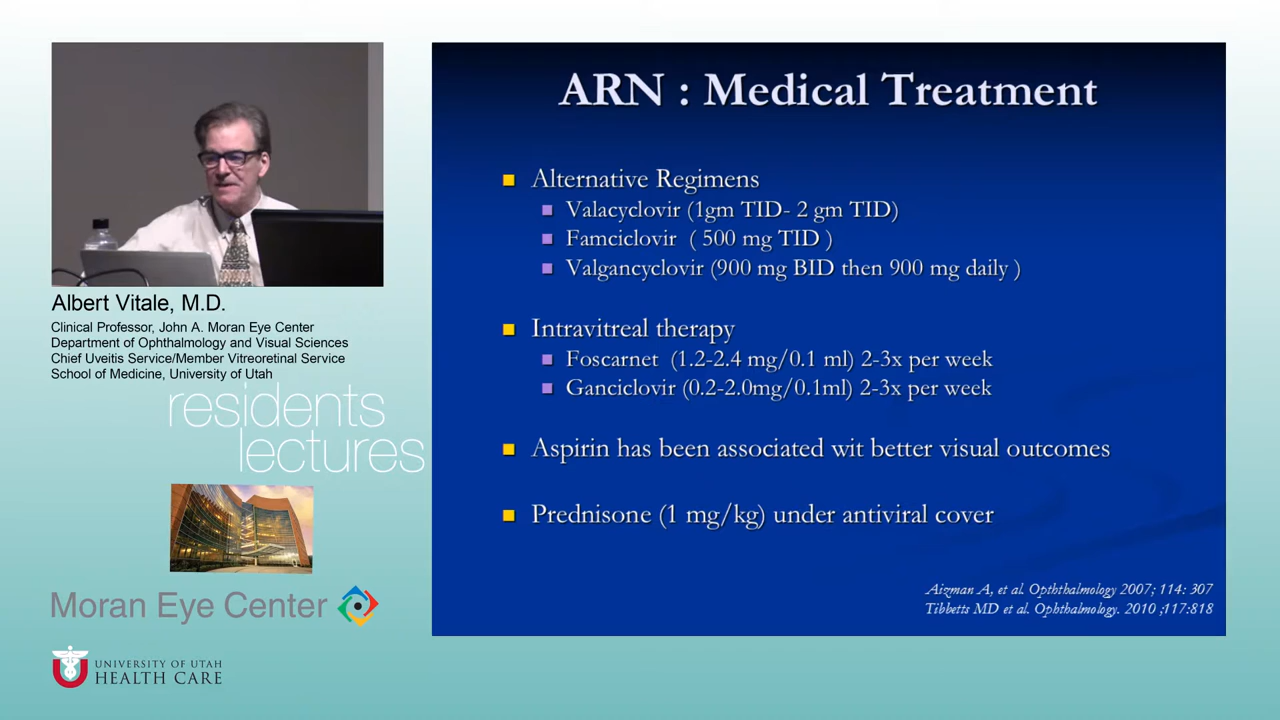 ARN : Medical Treatment
Alternative Regimens
Valacyclovir (1gm TID- 2 gm TID)
Famciclovir ( 500 mg TID )
Valgancyclovir (900 mg BID then 900 mg daily )
Intravitreal therapy
Foscarnet (1.2-2.4 mg/0.1 ml) 2-3x per week
Ganciclovir (0.2-2.0mg/0.1ml) 2-3x per week
Aspirin has been associated wit better visual outcomes
Prednisone (1 mg/kg) under antiviral cover
Aizman A, et al. Opththalmology 2007; 114: 307
Tibbetts MD et al. Ophthalmology. 2010 ;117:818
Albert Vitale, M.D.
Clinical Professor, John A. Moran Eye Center
Department of Ophthalmology and Visual Sciences
Chief Uveitis Service/Member Vitreoretinal Service
School of Medicine, University of Utah
residents
lectures
Moran Eye Center
UNIVERSITY OF UTAH
HEALTH CARE